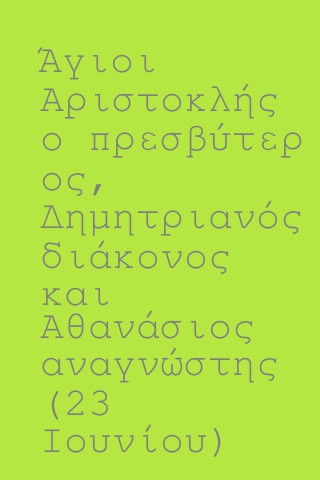 Άγιοι
Αριστοκλής
ο πρεσβύτερ
ος,
Δημητριανός
διάκονος
και
Αθανάσιος
αναγνώστης
(23
Ιουνίου)